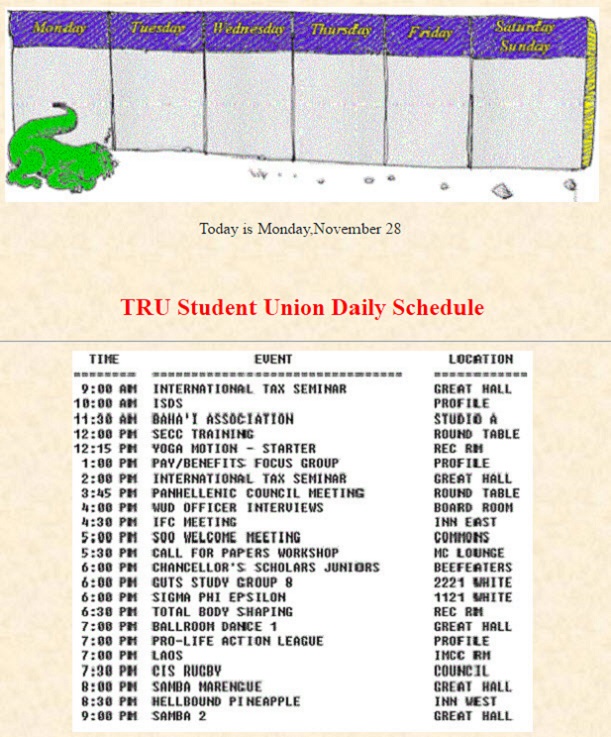 Monday Tuesday Wednesday Thursday Friday Saturday
Sunday
Today is Monday,November 28
TRU Student Union Daily Schedule
TIME EVENT LOCATION
======== ================================ ============
9:00 AM INTERNATIONAL TAX SEMINAR GREAT HALL
10:00 AM ISDS PROFILE
11:30 AM BAHA'I ASSOCIATION STUDIO A
12:00 PM SECC TRAINING ROUND TABLE
12:15 PM YOGA MOTION - STARTER REC RM
1:00 PM PAY/BENEFITS FOCUS GROUP PROFILE
2:00 PM INTERNATIONAL TAX SEMINAR GREAT HALL
3:45 PM PANHELLENIC COUNCIL MEETING ROUND TABLE
4:00 PM WUD OFFICER INTERVIEWS BOARD ROOM
4:30 PM IFC MEETING INN EAST
5:00 PM SOO WELCOME MEETING COMMONS
5:30 PM CALL FOR PAPERS WORKSHOP MC LOUNGE
6:00 PM CHANCELLOR'S SCHOLARS JUNIORS BEEFEATERS
6:00 PM GUTS STUDY GROUP 8 2221 WHITE
6:00 PM SIGMA PHI EPSILON 1121 WHITE
6:30 PM TOTAL BODY SHAPING REC RM
7:00 PM BALLROOM DANCE 1 GREAT HALL
7:00 PM PRO-LIFE ACTION LEAGUE PROFILE
7:00 PM LAOS IMCC RM
7:30 PM CIS RUGBY COUNCIL
8:00 PM SAMBA MARENGUE GREAT HALL
8:30 PM HELLBOUND PINEAPPLE INN WEST
9:00 PM SAMBA 2 GREAT HALL